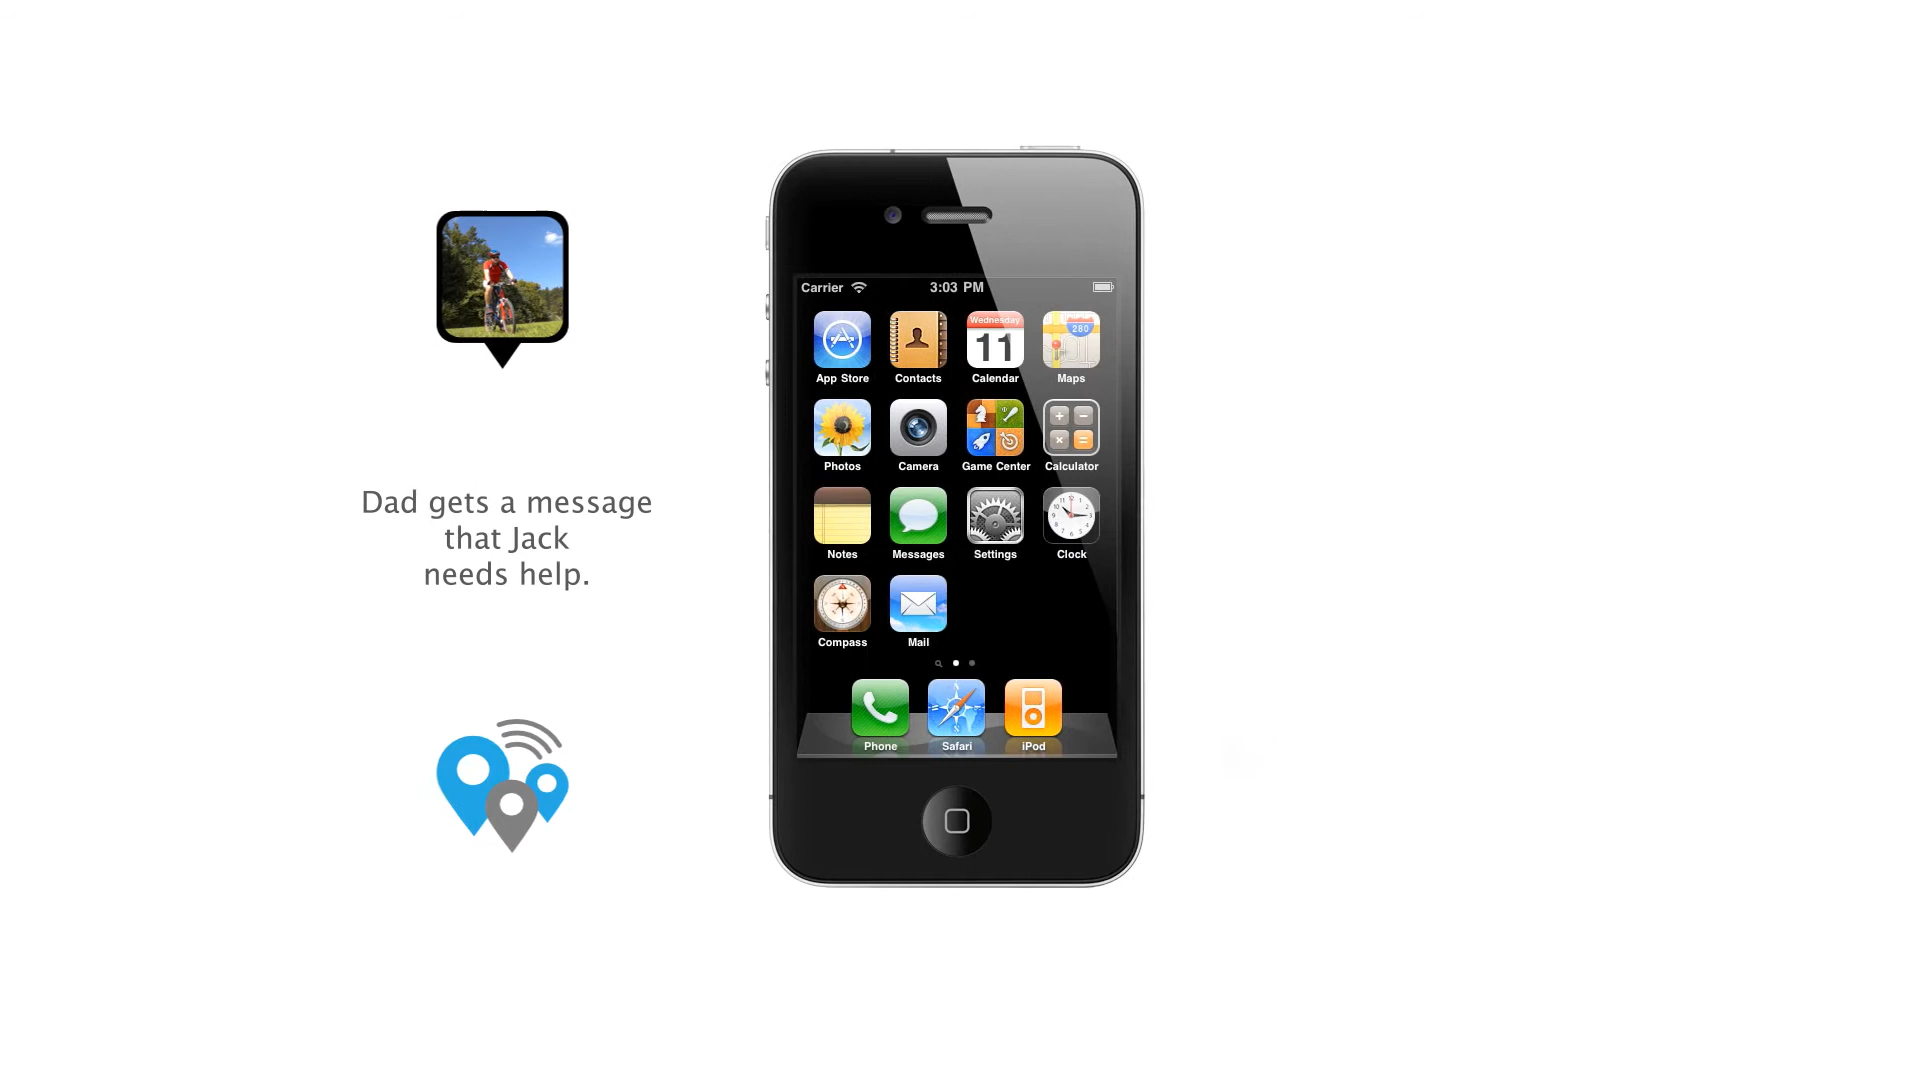 Dad gets a message
that Jack
needs help.
Carrier 3:03 PM
Wednesday
11
280
App Store Contacts Calendar Maps
Photos Camera Game Center Calculator
Notes Messages Settings Clock
Compass Mail
Phone Safari iPod